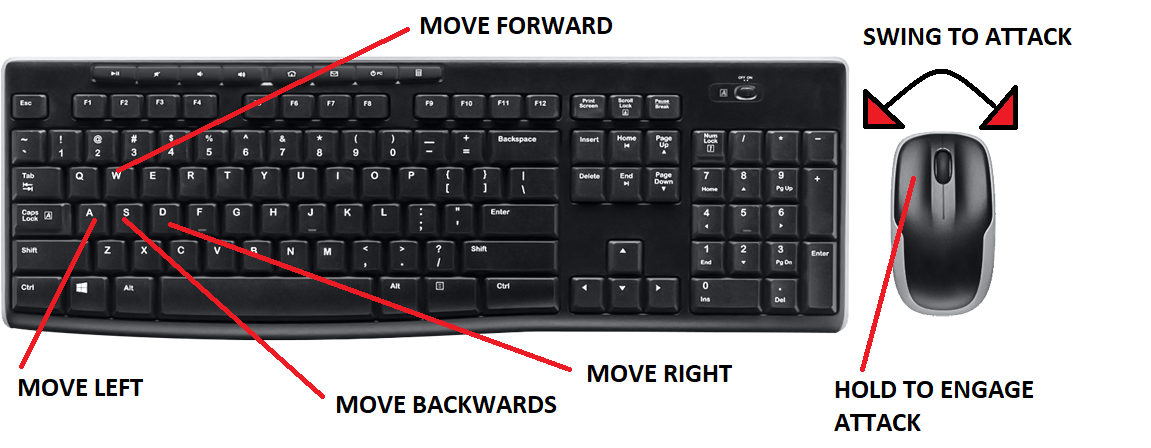 MOVE FORWARD
SWING TO ATTACK
OFF ON
A
Esc F1 F2 F3 F4 F6 F7 F8 F9 F10 F11 F12 Print Screen Scroll Lock Pause Break
~ ` ! 1 @ 2 # 3 $ 4 % 5 ^ 6 & 7 * 8 ( 9 ) 0 — - + = Backspace Insert Home Page Up Num Lock / * -
Tab Q W E R T Y U I O P { [ } ] | \ Delete End Page Down 7 Home 8 9 Pg Up +
Caps Lock A A S D F G H J K L : ; " ' Enter 4 5 6
Shift Z X C V B N M < , > . ? / Shift 1 End 2 3 Pg Dn Enter
Ctrl Alt Alt Ctrl 0 Ins . Del
MOVE LEFT
MOVE BACKWARDS
MOVE RIGHT
HOLD TO ENGAGE
ATTACK